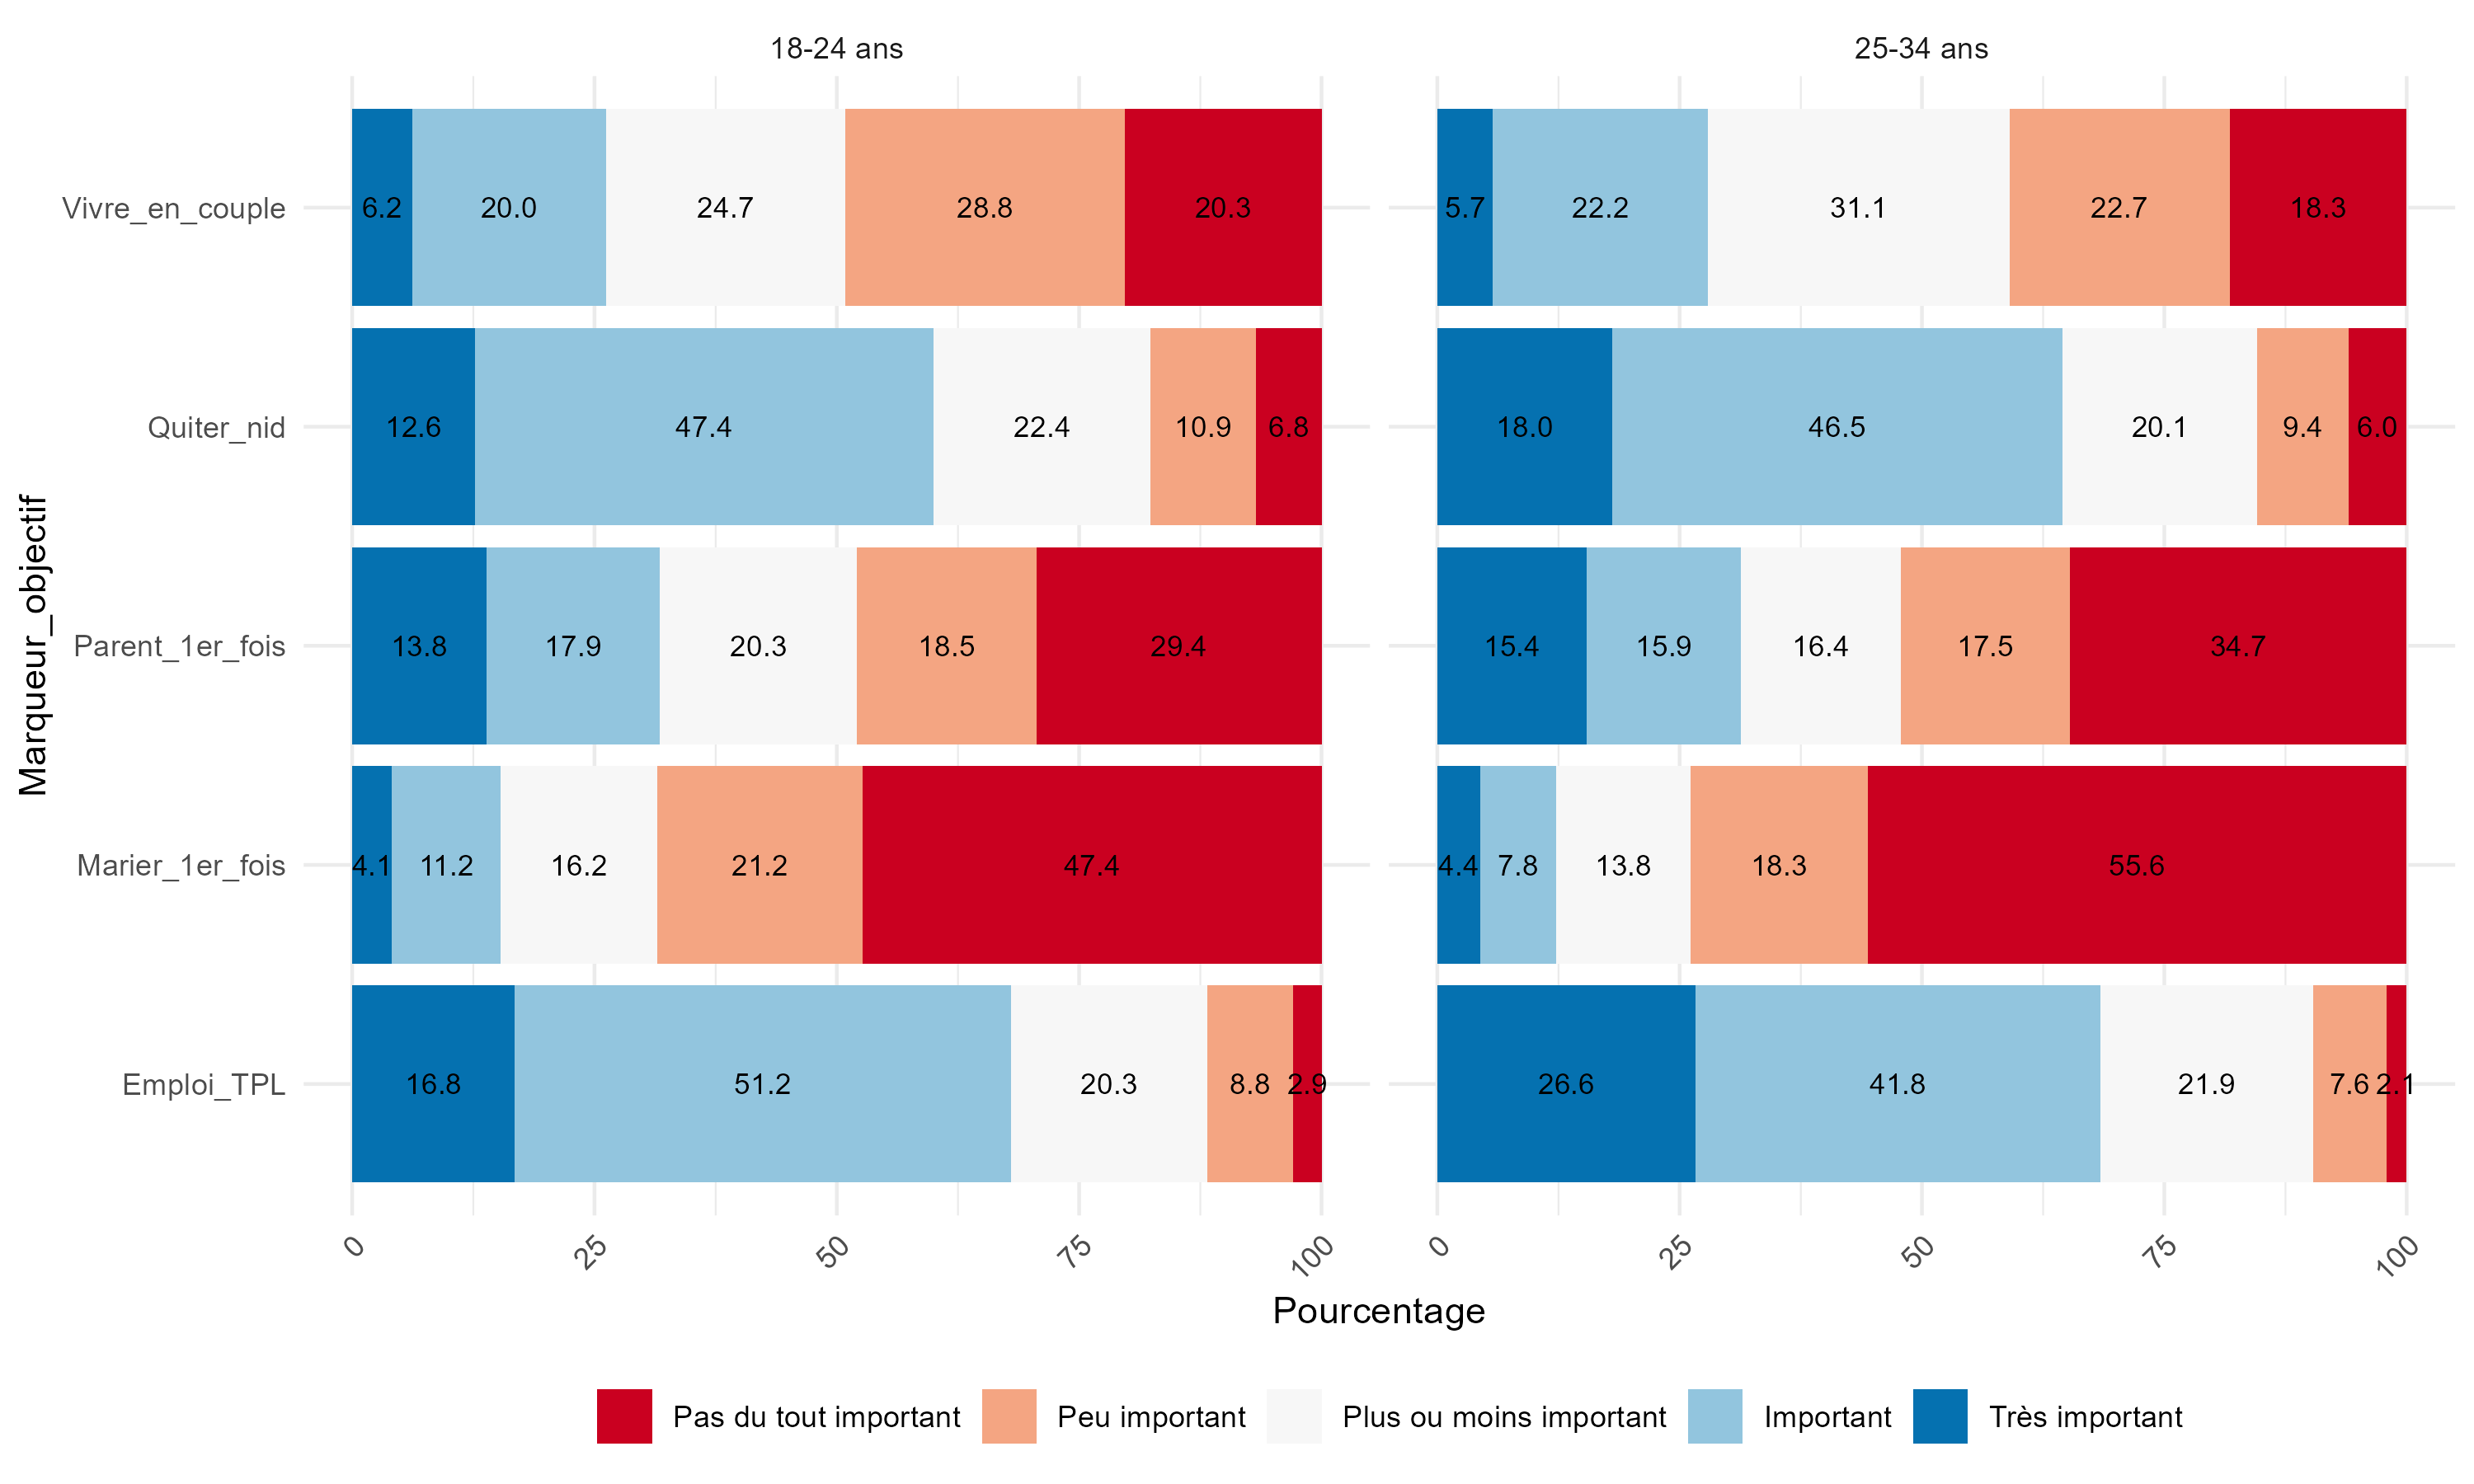 18-24 ans 25-34 ans
Vivre_en_couple 6.2 20.0 24.7 28.8 20.3 5.7 22.2 31.1 22.7 18.3
Quiter_nid 12.6 47.4 22.4 10.9 6.8 18.0 46.5 20.1 9.4 6.0
Parent_1er_fois 13.8 17.9 20.3 18.5 29.4 15.4 15.9 16.4 17.5 34.7
Marier_1er_fois 4.1 11.2 16.2 21.2 47.4 4.4 7.8 13.8 18.3 55.6
Emploi_TPL 16.8 51.2 20.3 8.8 2.9 26.6 41.8 21.9 7.6 2.1
Marqueur_objectif
0 25 50 75 100 0 25 50 75 100
Pourcentage
Pas du tout important Peu important Plus ou moins important Important Très important